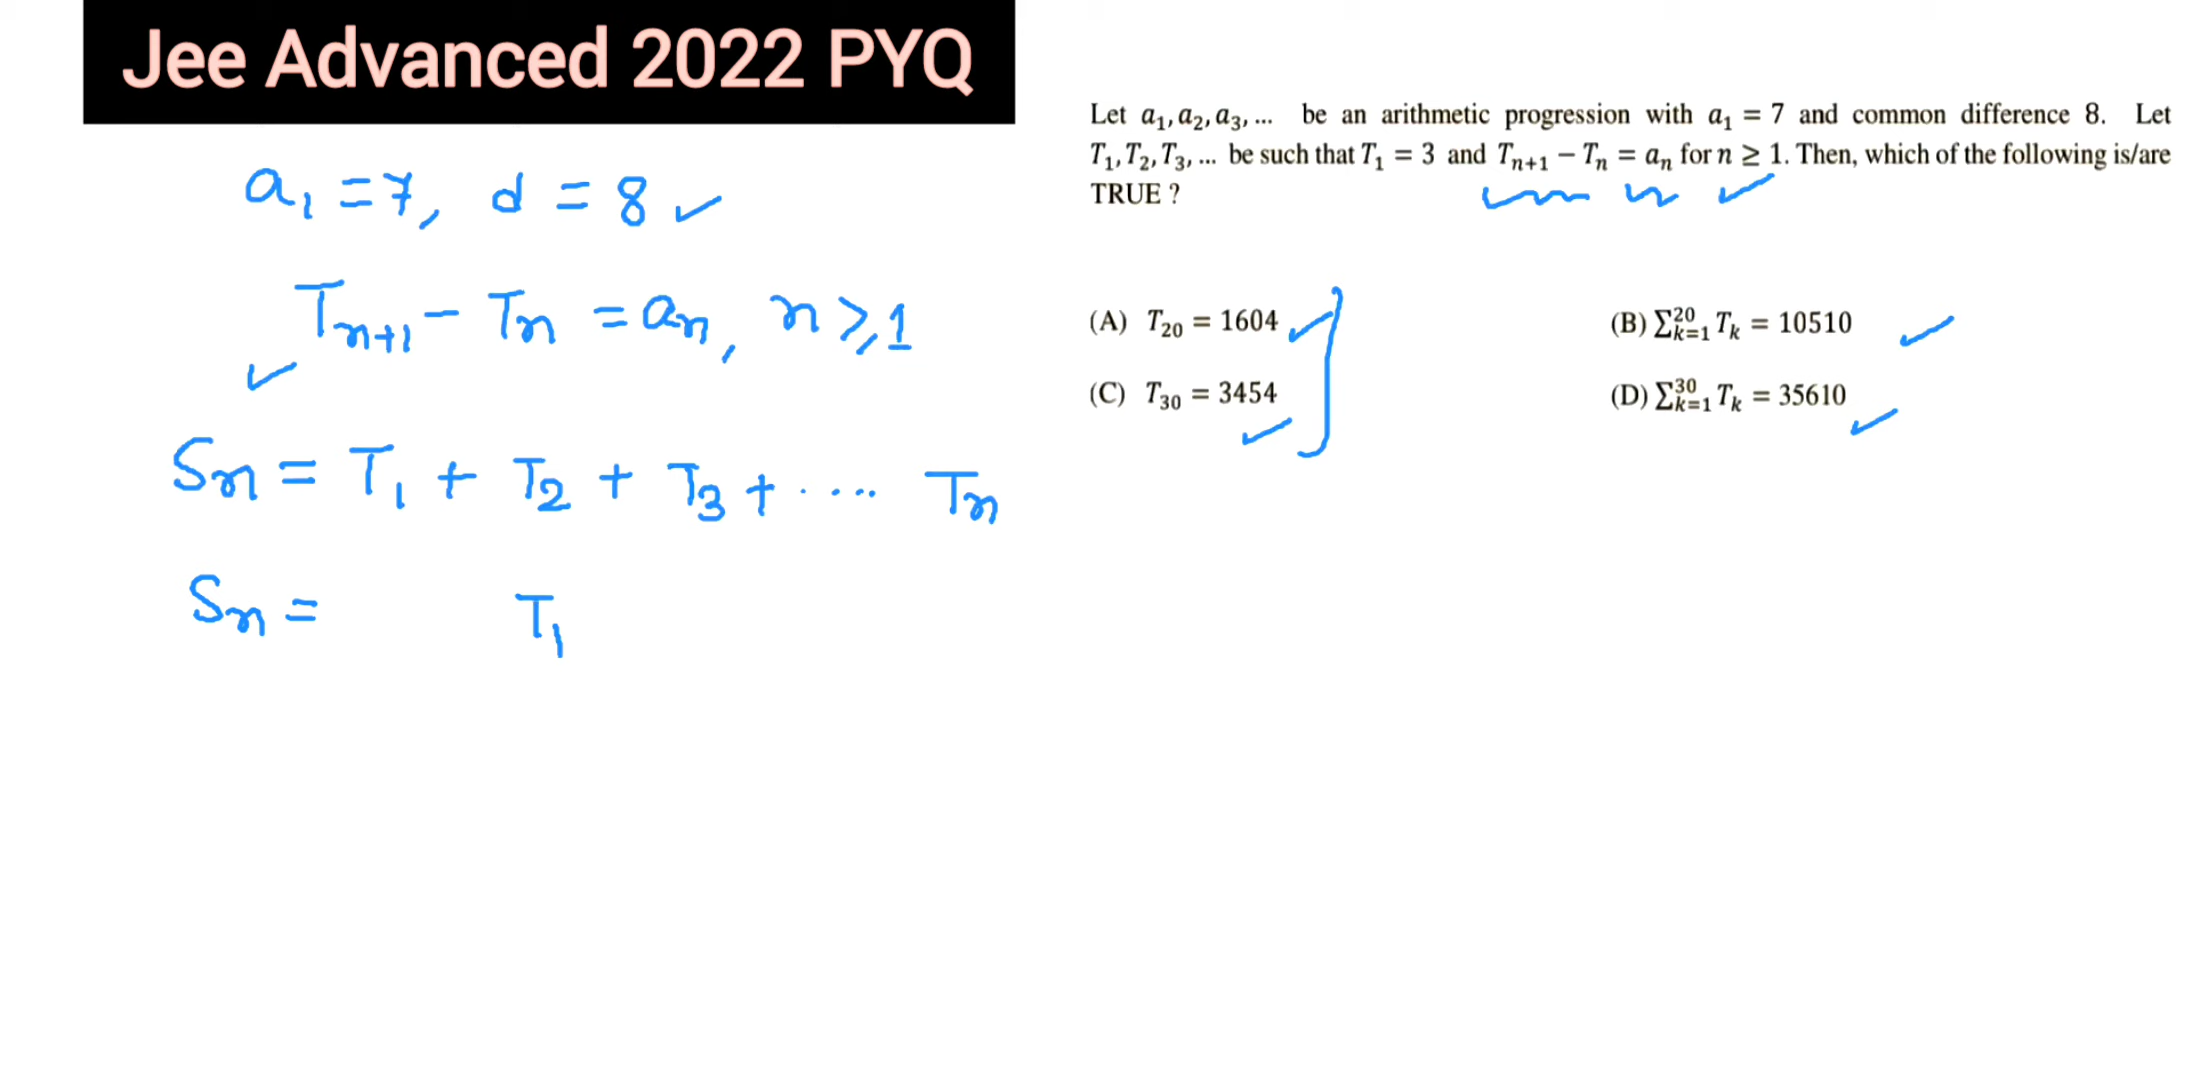 Jee Advanced 2022 PYQ
Let a₁, a₂, a₃, ... be an arithmetic progression with a₁ = 7 and common difference 8. Let
T₁, T₂, T₃, ... be such that T₁ = 3 and Tₙ₊₁ − Tₙ = aₙ for n ≥ 1. Then, which of the following is/are
TRUE ?
(A) T₂₀ = 1604
(B) ∑²⁰ₖ₌₁ Tₖ = 10510
(C) T₃₀ = 3454
(D) ∑³⁰ₖ₌₁ Tₖ = 35610
a₁ = 7, d = 8 ✓
Tₙ₊₁ − Tₙ = aₙ, n ≥ 1
Sₙ = T₁ + T₂ + T₃ + ..... Tₙ
Sₙ = T₁